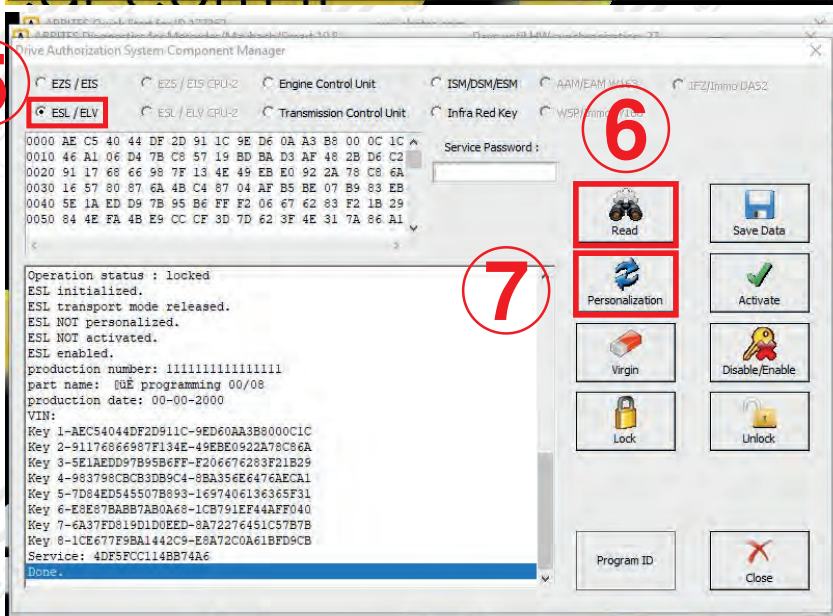 Drive Authorization System Component Manager
5
EZS / EIS
EZS / EIS CPU-2
Engine Control Unit
ISM/DSM/ESM
AAM/EAM W163
IFZ/Immo DAS2
ESL / ELV
ESL / ELV CPU-2
Transmission Control Unit
Infra Red Key
6
0000 AE C5 40 44 DF 2D 91 1C 9E D6 0A A3 B8 00 0C 1C
0010 46 A1 06 D4 7B C8 57 19 BD BA D3 AF 48 2B D6 C2
0020 91 17 68 66 98 7F 13 4E 49 EB E0 92 2A 78 C8 6A
0030 16 57 80 87 6A 4B C4 87 04 AF B5 BE 07 B9 83 EB
0040 5E 1A ED D9 7B 95 B6 FF F2 06 67 62 83 F2 1B 29
0050 84 4E FA 4B E9 CC CF 3D 7D 62 3F 4E 31 7A 86 A1
Service Password :
Read
Save Data
7
Personalization
Activate
Virgin
Disable/Enable
Lock
Unlock
Program ID
Close
Operation status : locked
ESL initialized.
ESL transport mode released.
ESL NOT personalized.
ESL NOT activated.
ESL enabled.
production number: 1111111111111111
part name: programming 00/08
production date: 00-00-2000
VIN:
Key 1-AEC54044DF2D911C-9ED60AA3B8000C1C
Key 2-91176866987F134E-49EBE0922A78C86A
Key 3-5E1AEDD97B95B6FF-F206676283F21B29
Key 4-983798CBCB3DB9C4-8BA356E6476AECA1
Key 5-7D84ED545507B893-1697406136365F31
Key 6-E8E87BABB7AB0A68-1CB791EF44AFF040
Key 7-6A37FD819D1D0EED-8A72276451C57B7B
Key 8-1CE677F9BA1442C9-E8A72C0A61BFD9CB
Service: 4DF5FCC114BB74A6
Done.